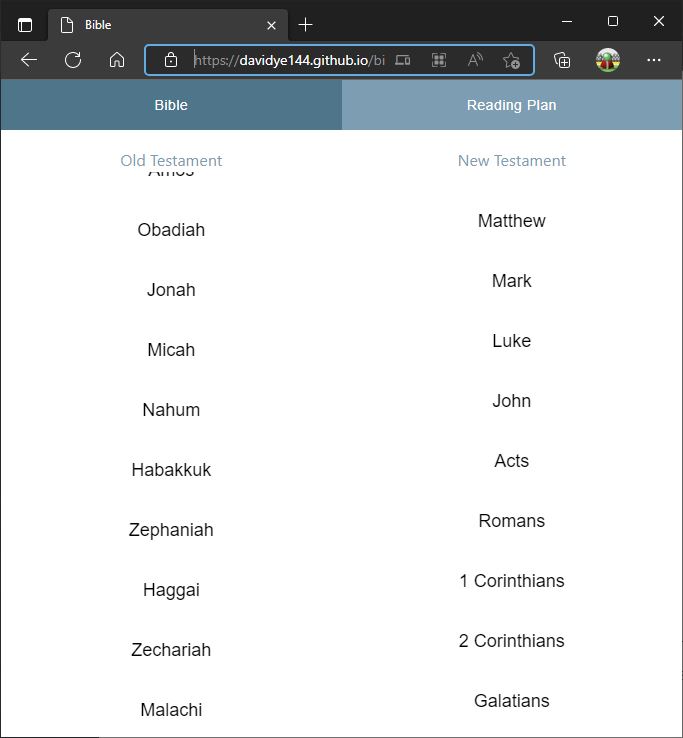 Bible
https://davidye144.github.io/bi
Bible
Reading Plan
Old Testament
New Testament
Amos
Obadiah
Matthew
Jonah
Mark
Micah
Luke
Nahum
John
Habakkuk
Acts
Zephaniah
Romans
Haggai
1 Corinthians
Zechariah
2 Corinthians
Malachi
Galatians